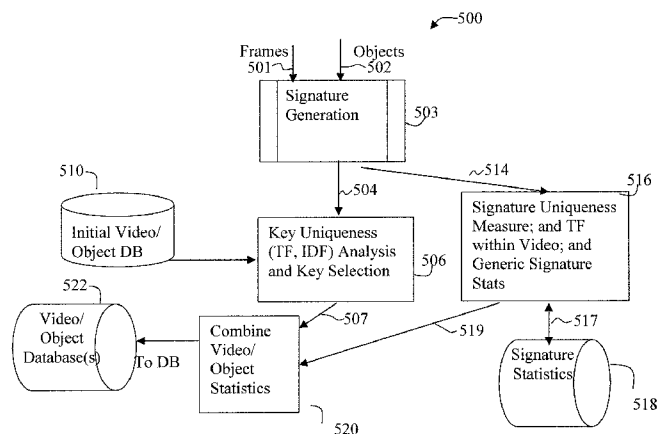 500
Frames
Objects
501
502
Signature
Generation
503
504
514
510
516
Initial Video/
Object DB
Key Uniqueness
(TF, IDF) Analysis
and Key Selection
506
Signature Uniqueness
Measure; and TF
within Video; and
Generic Signature
Stats
522
507
519
517
Video/
Object
Database(s)
To DB
Combine
Video/
Object
Statistics
520
Signature
Statistics
518